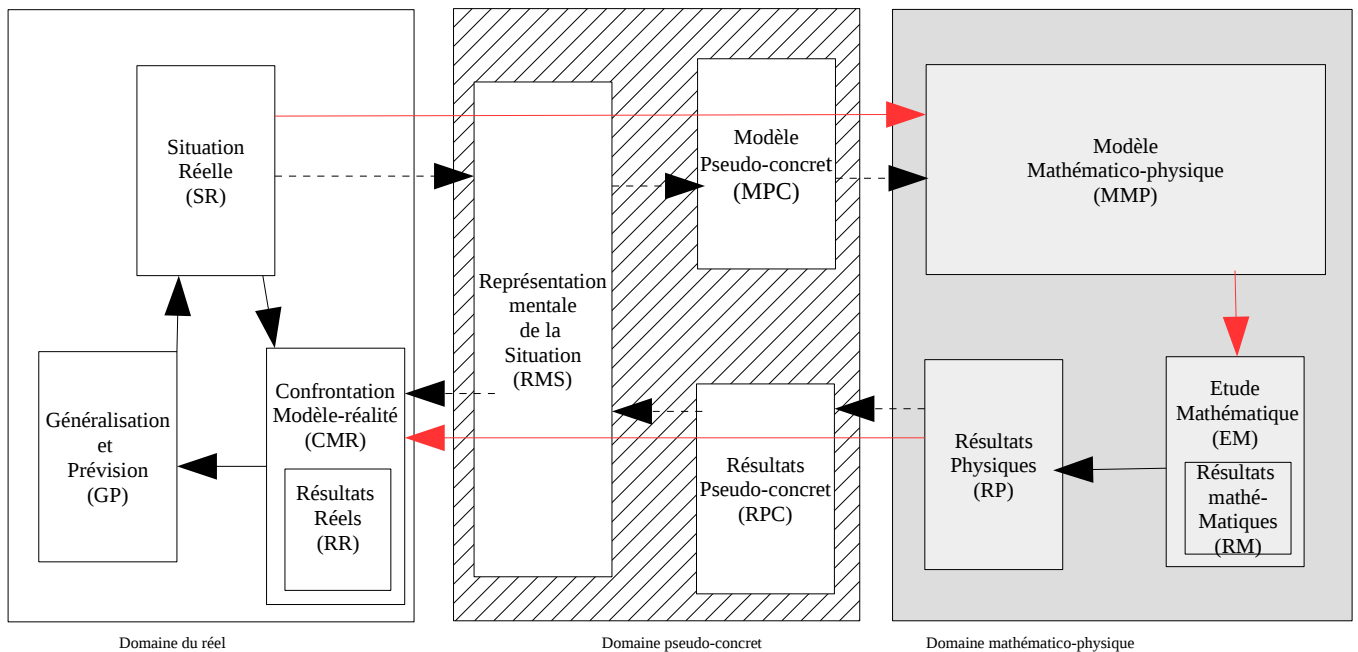 Situation
Réelle
(SR)
Modèle
Pseudo-concret
(MPC)
Modèle
Mathématico-physique
(MMP)
Représentation
mentale
de la
Situation
(RMS)
Généralisation
et
Prévision
(GP)
Confrontation
Modèle-réalité
(CMR)
Résultats
Réels
(RR)
Résultats
Pseudo-concret
(RPC)
Résultats
Physiques
(RP)
Etude
Mathématique
(EM)
Résultats
mathé-
Matiques
(RM)
Domaine du réel
Domaine pseudo-concret
Domaine mathématico-physique